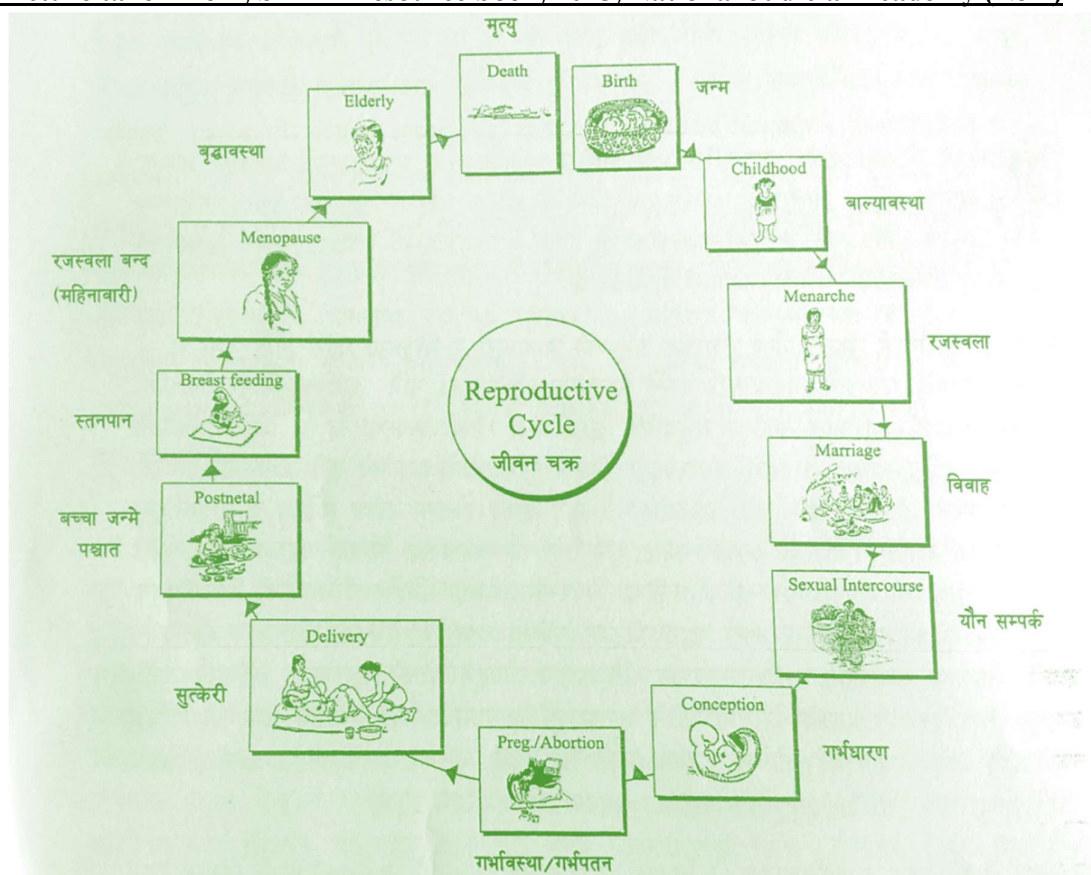 मृत्यु
Death
Birth
जन्म
Elderly
बृद्धावस्था
Childhood
बाल्यावस्था
Menopause
रजस्वला बन्द
(महिनावारी)
Menarche
रजस्वला
Reproductive
Cycle
जीवन चक्र
Breast feeding
स्तनपान
Marriage
विवाह
Postnetal
बच्चा जन्मे
पश्चात
Sexual Intercourse
यौन सम्पर्क
Delivery
सुत्केरी
Conception
गर्भधारण
Preg./Abortion
गर्भावस्था/गर्भपतन